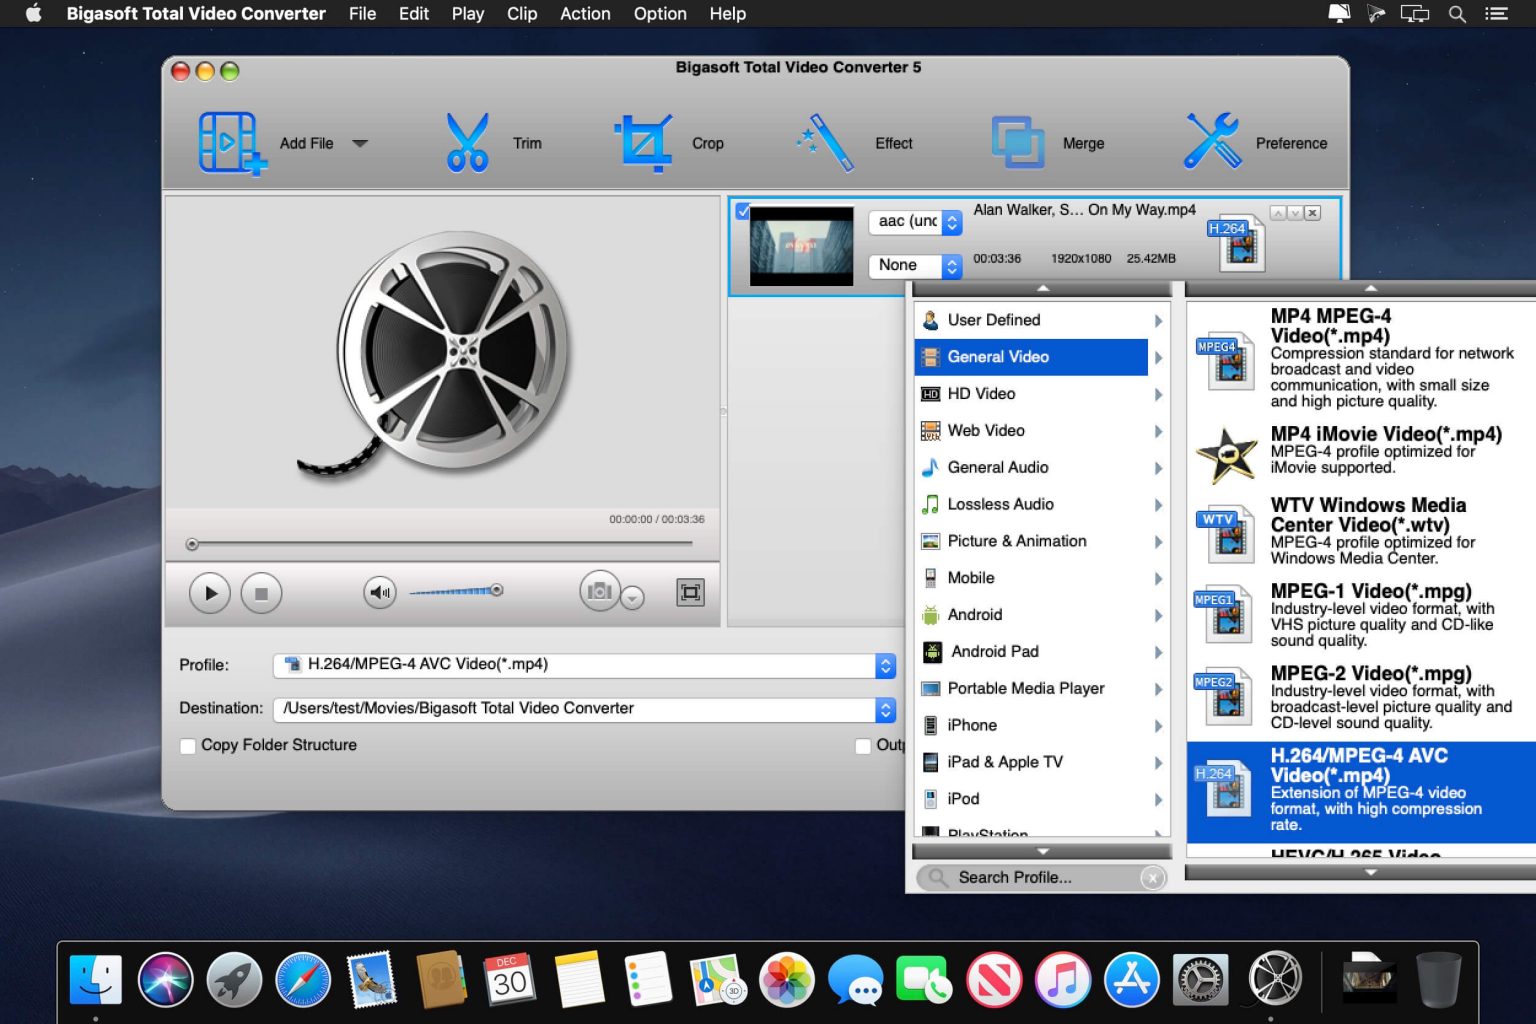 Bigasoft Total Video Converter File Edit Play Clip Action Option Help
Bigasoft Total Video Converter 5
Add File Trim Crop Effect Merge Preference
aac (unc
Alan Walker, S... On My Way.mp4
H.264
None
00:03:36 1920x1080 25.42MB
00:00:00 / 00:03:36
Profile: H.264/MPEG-4 AVC Video(*.mp4)
Destination: /Users/test/Movies/Bigasoft Total Video Converter
Copy Folder Structure
Outp
User Defined
General Video
HD Video
Web Video
General Audio
Lossless Audio
Picture & Animation
Mobile
Android
Android Pad
Portable Media Player
iPhone
iPad & Apple TV
iPod
PlayStation
Search Profile...
MPEG4
MP4 MPEG-4
Video(*.mp4)
Compression standard for network
broadcast and video
communication, with small size
and high picture quality.
MP4 iMovie Video(*.mp4)
MPEG-4 profile optimized for
iMovie supported.
WTV
WTV Windows Media
Center Video(*.wtv)
MPEG-4 profile optimized for
Windows Media Center.
MPEG1
MPEG-1 Video(*.mpg)
Industry-level video format, with
VHS picture quality and CD-like
sound quality.
MPEG2
MPEG-2 Video(*.mpg)
Industry-level video format, with
broadcast-level picture quality and
CD-level sound quality.
H.264
H.264/MPEG-4 AVC
Video(*.mp4)
Extension of MPEG-4 video
format, with high compression
rate.
HEVC/H.265 Video
DEC
30
3D